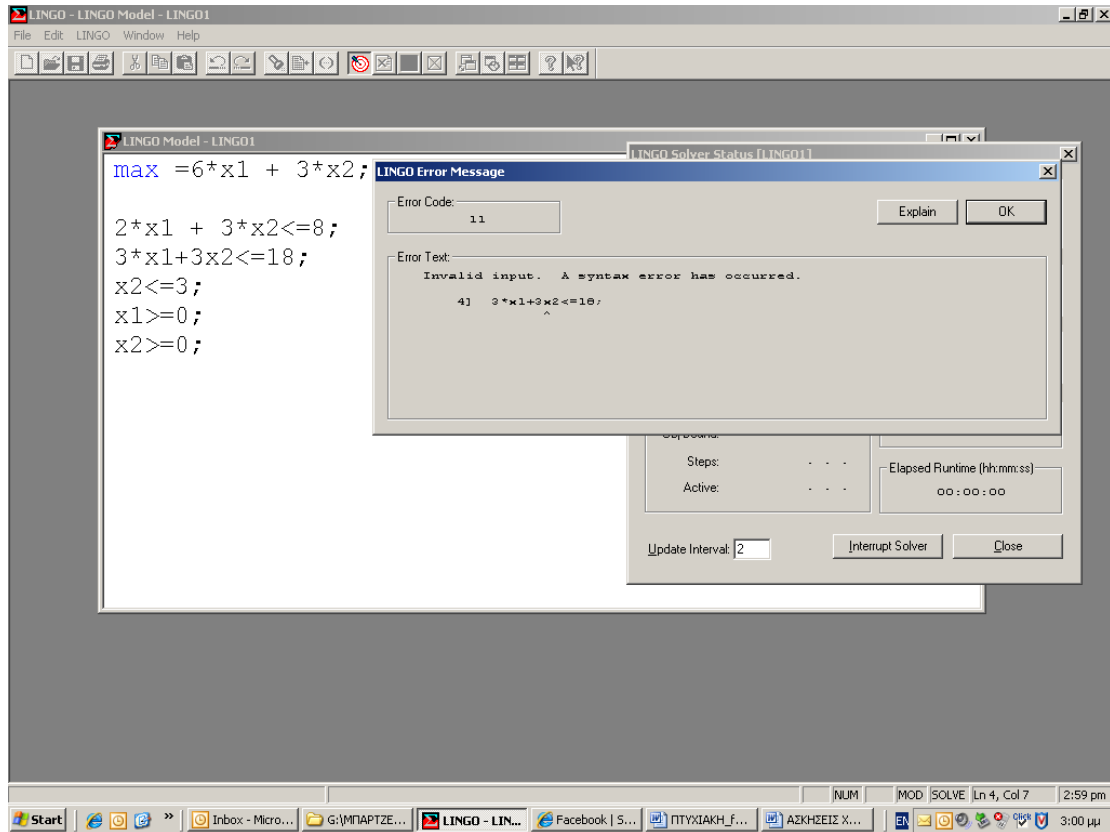 LINGO - LINGO Model - LINGO1
File Edit LINGO Window Help
LINGO Model - LINGO1
max =6*x1 + 3*x2;
2*x1 + 3*x2<=8;
3*x1+3x2<=18;
x2<=3;
x1>=0;
x2>=0;
LINGO Solver Status [LINGO1]
LINGO Error Message
Error Code:
11
Explain
OK
Error Text:
Invalid input. A syntax error has occurred.
4] 3*x1+3x2<=18;
^
Steps: . . .
Active: . . .
Elapsed Runtime (hh:mm:ss)
00:00:00
Update Interval: 2
Interrupt Solver
Close
NUM MOD SOLVE Ln 4, Col 7 2:59 pm
Start » Inbox - Micro... G:\ΜΠΑΡΤΖΕ... LINGO - LIN... Facebook | S... ΠΤΥΧΙΑΚΗ_f... ΑΣΚΗΣΕΙΣ Χ... EN 3:00 μμ